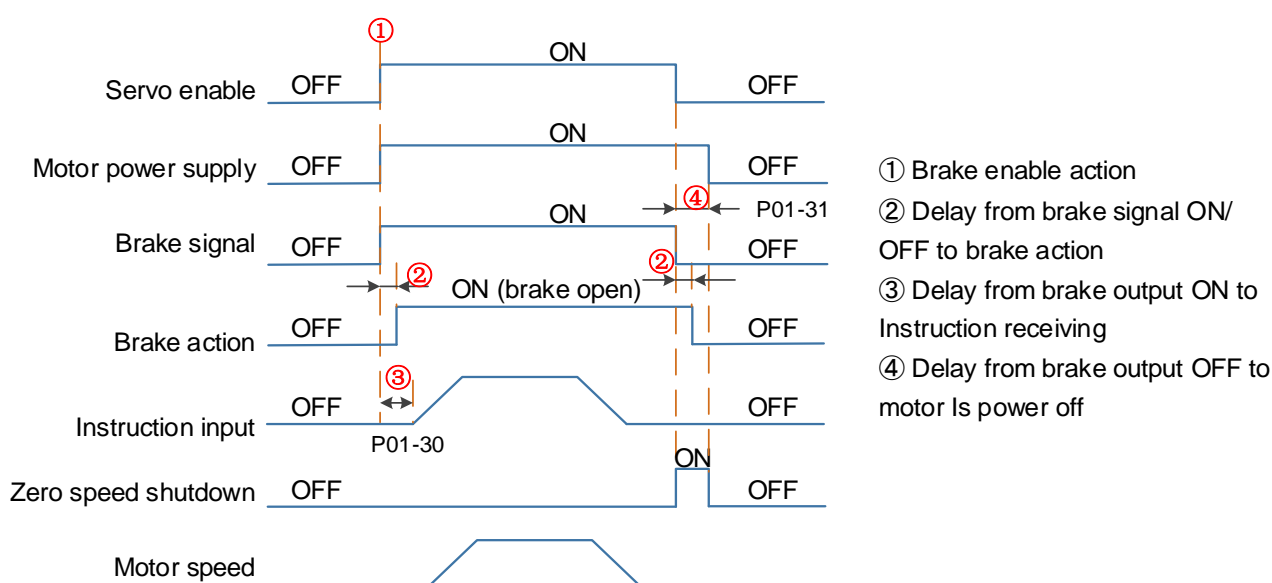 ①
ON
Servo enable OFF OFF
ON
Motor power supply OFF OFF
④
P01-31
ON
Brake signal OFF OFF
② ②
ON (brake open)
Brake action OFF OFF
③
Instruction input OFF OFF
P01-30
ON
Zero speed shutdown OFF OFF
Motor speed
① Brake enable action
② Delay from brake signal ON/
OFF to brake action
③ Delay from brake output ON to
Instruction receiving
④ Delay from brake output OFF to
motor Is power off